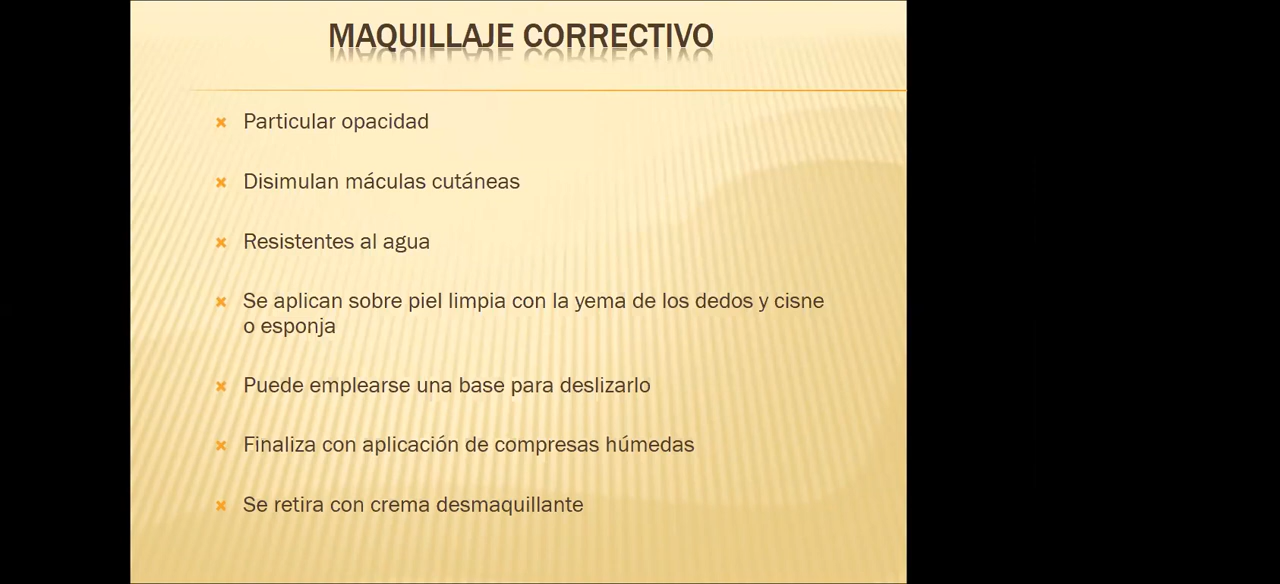 MAQUILLAJE CORRECTIVO
Particular opacidad
Disimulan máculas cutáneas
Resistentes al agua
Se aplican sobre piel limpia con la yema de los dedos y cisne
o esponja
Puede emplearse una base para deslizarlo
Finaliza con aplicación de compresas húmedas
Se retira con crema desmaquillante